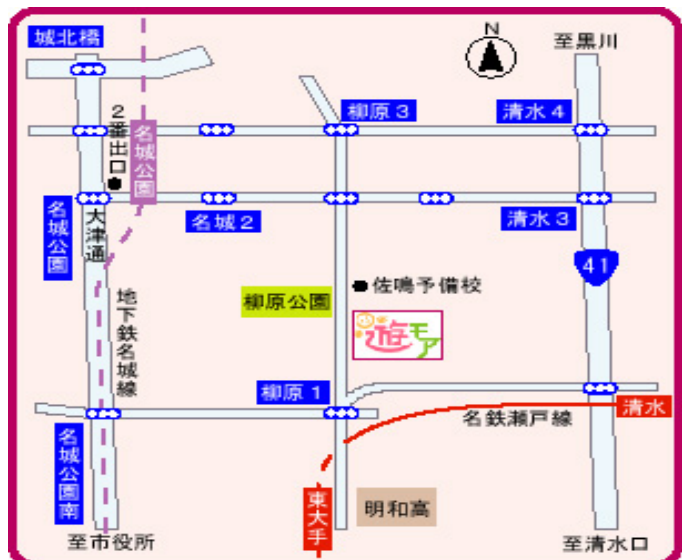 城北橋
N
至黒川
2番出口
名城公園
柳原3
清水4
名城公園
大津通
名城2
清水3
41
地下鉄名城線
柳原公園
佐鳴予備校
遊モア
柳原1
名鉄瀬戸線
清水
名城公園南
東大手
明和高
至市役所
至清水口